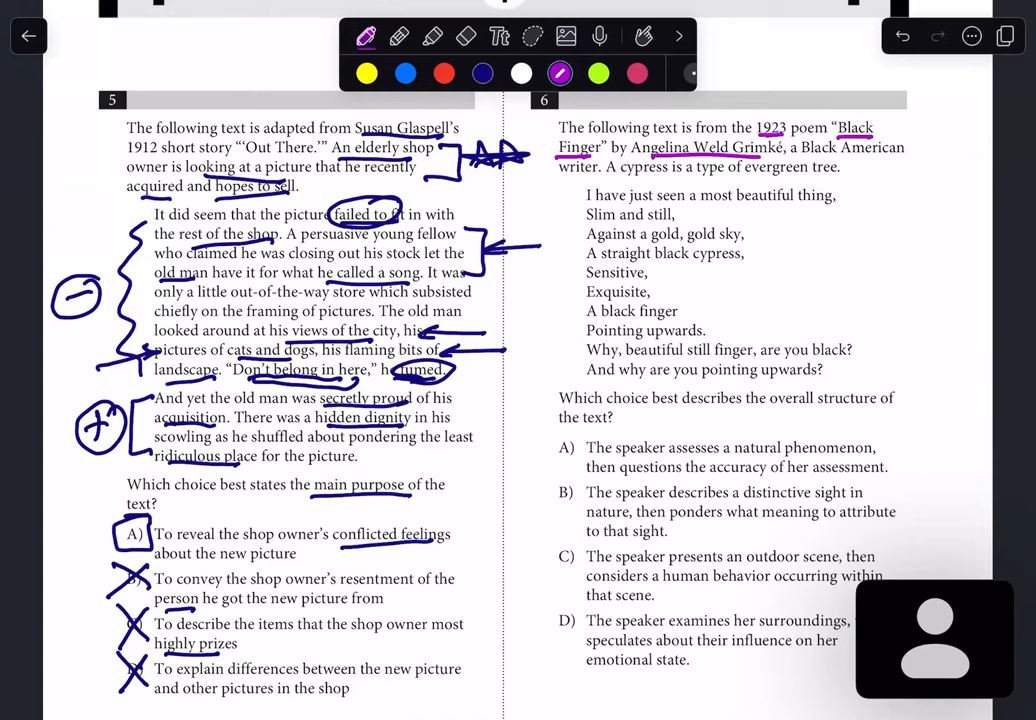 Tt
5
The following text is adapted from Susan Glaspell's
1912 short story "'Out There.'" An elderly shop
owner is looking at a picture that he recently
acquired and hopes to sell.
It did seem that the picture failed to fit in with
the rest of the shop. A persuasive young fellow
who claimed he was closing out his stock let the
old man have it for what he called a song. It was
only a little out-of-the-way store which subsisted
chiefly on the framing of pictures. The old man
looked around at his views of the city, his
pictures of cats and dogs, his flaming bits of
landscape. "Don't belong in here," he fumed.
And yet the old man was secretly proud of his
acquisition. There was a hidden dignity in his
scowling as he shuffled about pondering the least
ridiculous place for the picture.
Which choice best states the main purpose of the
text?
A) To reveal the shop owner's conflicted feelings
about the new picture
B) To convey the shop owner's resentment of the
person he got the new picture from
C) To describe the items that the shop owner most
highly prizes
D) To explain differences between the new picture
and other pictures in the shop
6
The following text is from the 1923 poem "Black
Finger" by Angelina Weld Grimké, a Black American
writer. A cypress is a type of evergreen tree.
I have just seen a most beautiful thing,
Slim and still,
Against a gold, gold sky,
A straight black cypress,
Sensitive,
Exquisite,
A black finger
Pointing upwards.
Why, beautiful still finger, are you black?
And why are you pointing upwards?
Which choice best describes the overall structure of
the text?
A) The speaker assesses a natural phenomenon,
then questions the accuracy of her assessment.
B) The speaker describes a distinctive sight in
nature, then ponders what meaning to attribute
to that sight.
C) The speaker presents an outdoor scene, then
considers a human behavior occurring within
that scene.
D) The speaker examines her surroundings,
speculates about their influence on her
emotional state.